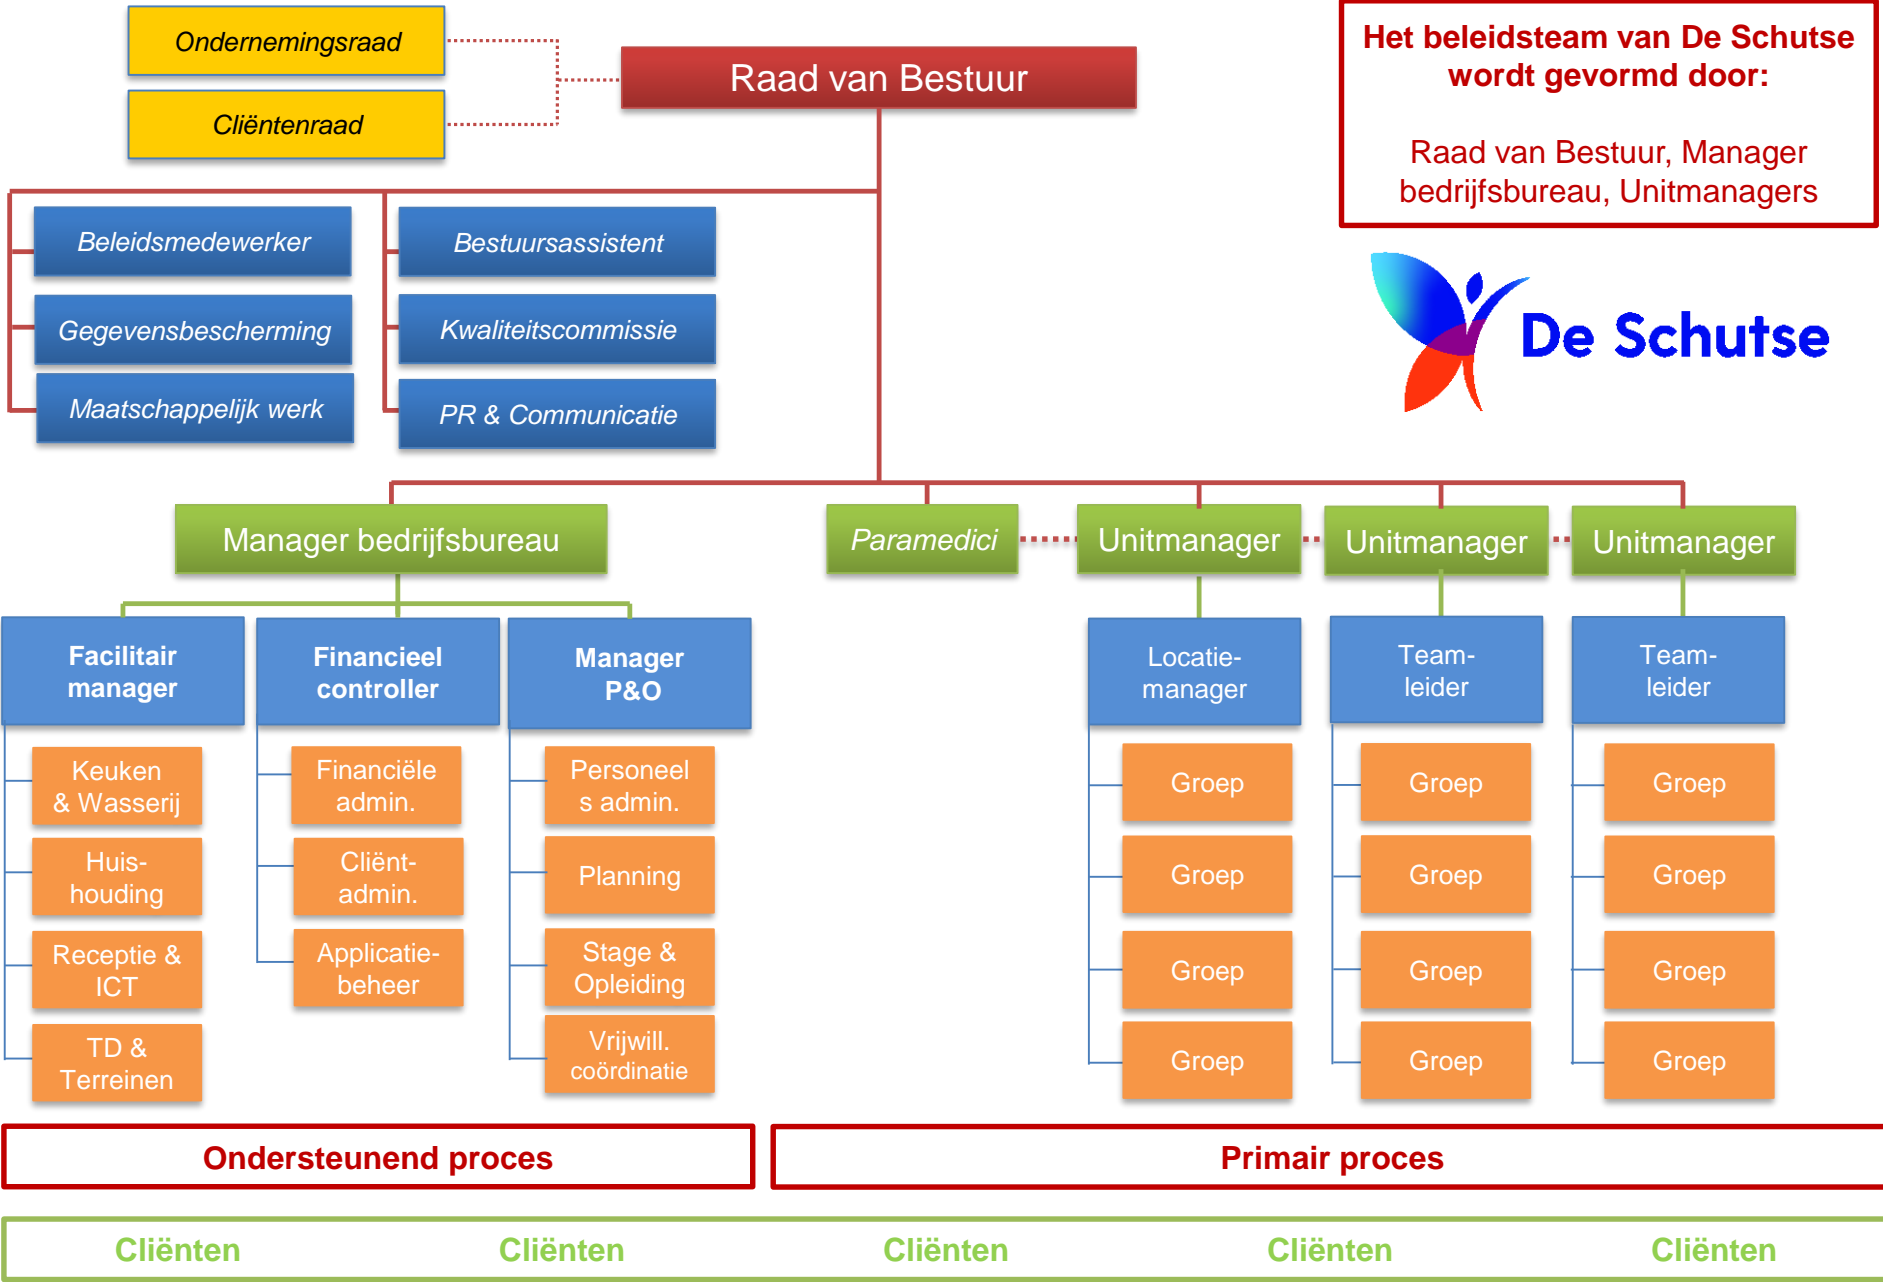 Ondernemingsraad
Cliëntenraad
Raad van Bestuur
Het beleidsteam van De Schutse
wordt gevormd door:
Raad van Bestuur, Manager
bedrijfsbureau, Unitmanagers
De Schutse
Beleidsmedewerker
Bestuursassistent
Gegevensbescherming
Kwaliteitscommissie
Maatschappelijk werk
PR & Communicatie
Manager bedrijfsbureau
Paramedici
Unitmanager
Unitmanager
Unitmanager
Facilitair
manager
Financieel
controller
Manager
P&O
Locatie-
manager
Team-
leider
Team-
leider
Keuken
& Wasserij
Huis-
houding
Receptie &
ICT
TD &
Terreinen
Financiële
admin.
Cliënt-
admin.
Applicatie-
beheer
Personeel
s admin.
Planning
Stage &
Opleiding
Vrijwill.
coördinatie
Groep
Groep
Groep
Groep
Groep
Groep
Groep
Groep
Groep
Groep
Groep
Groep
Ondersteunend proces
Primair proces
Cliënten Cliënten Cliënten Cliënten Cliënten